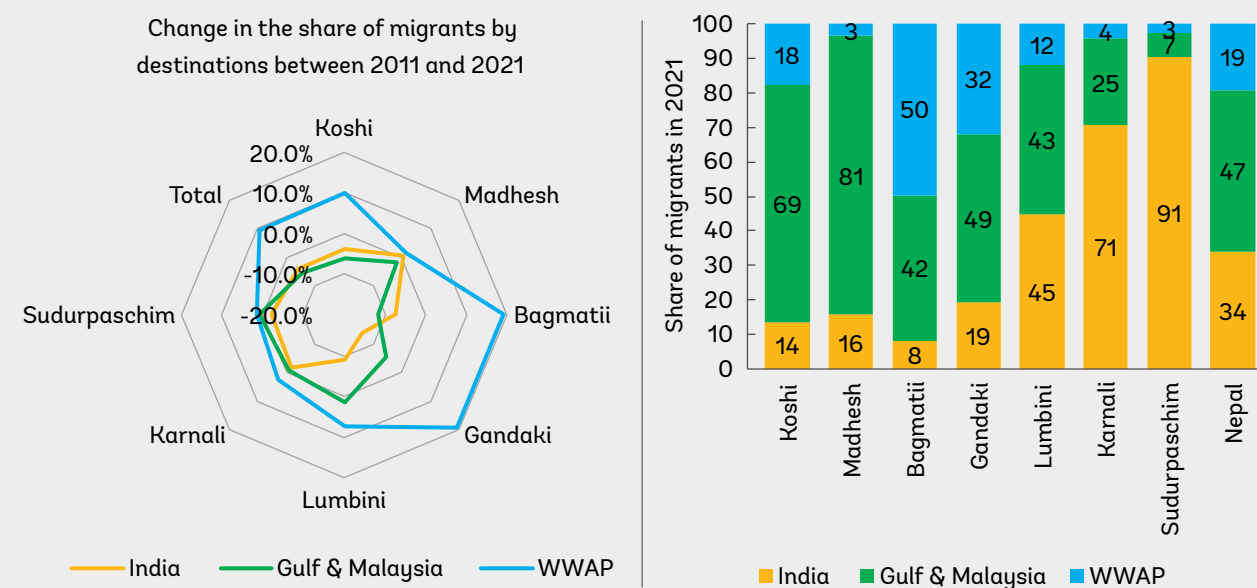 Change in the share of migrants by
destinations between 2011 and 2021
Koshi
20.0%
Total
10.0%
Madhesh
0.0%
-10.0%
Sudurpaschim
-20.0%
Bagmatii
Karnali
Gandaki
Lumbini
India
Gulf & Malaysia
WWAP
Share of migrants in 2021
100
90
80
70
60
50
40
30
20
10
0
18
3
50
32
12
4
3
19
69
81
42
49
43
25
7
47
14
16
8
19
45
71
91
34
Koshi
Madhesh
Bagmatii
Gandaki
Lumbini
Karnali
Sudurpaschim
Nepal
India
Gulf & Malaysia
WWAP